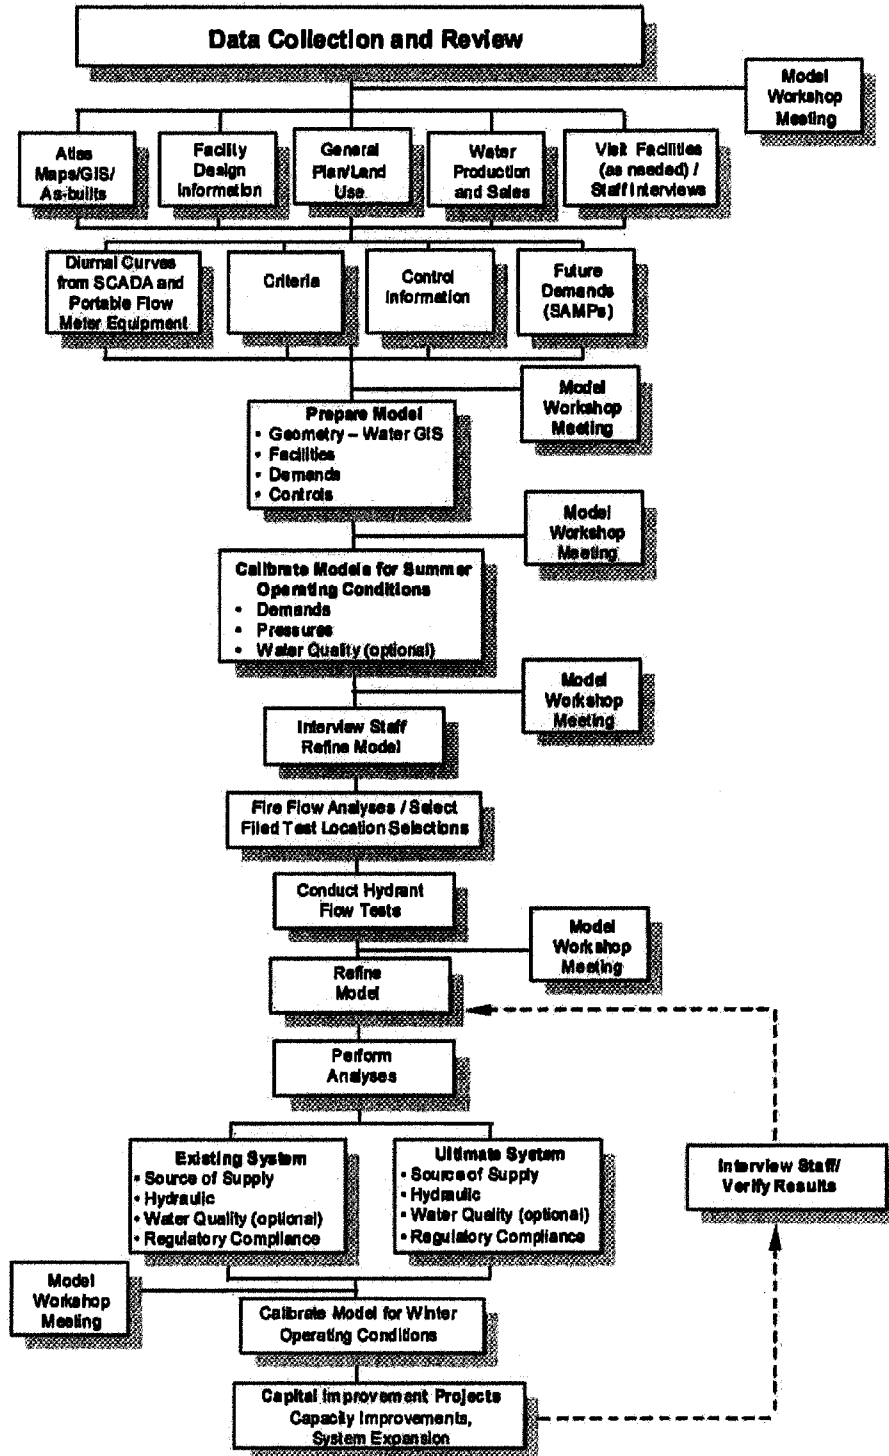 Data Collection and Review
Model
Workshop
Meeting
Atlas
Maps/GIS/
As-builts
Facility
Design
Information
General
Plan/Land
Use
Water
Production
and Sales
Visit Facilities
(as needed) /
Staff Interviews
Diurnal Curves
from SCADA and
Portable Flow
Meter Equipment
Criteria
Control
Information
Future
Demands
(SAMPs)
Model
Workshop
Meeting
Prepare Model
• Geometry – Water GIS
• Facilities
• Demands
• Controls
Model
Workshop
Meeting
Calibrate Models for Summer
Operating Conditions
• Demands
• Pressures
• Water Quality (optional)
Model
Workshop
Meeting
Interview Staff
Refine Model
Fire Flow Analyses / Select
Filed Test Location Selections
Conduct Hydrant
Flow Tests
Model
Workshop
Meeting
Refine
Model
Perform
Analyses
Existing System
• Source of Supply
• Hydraulic
• Water Quality (optional)
• Regulatory Compliance
Ultimate System
• Source of Supply
• Hydraulic
• Water Quality (optional)
• Regulatory Compliance
Interview Staff/
Verify Results
Model
Workshop
Meeting
Calibrate Model for Winter
Operating Conditions
Capital Improvement Projects
Capacity Improvements,
System Expansion